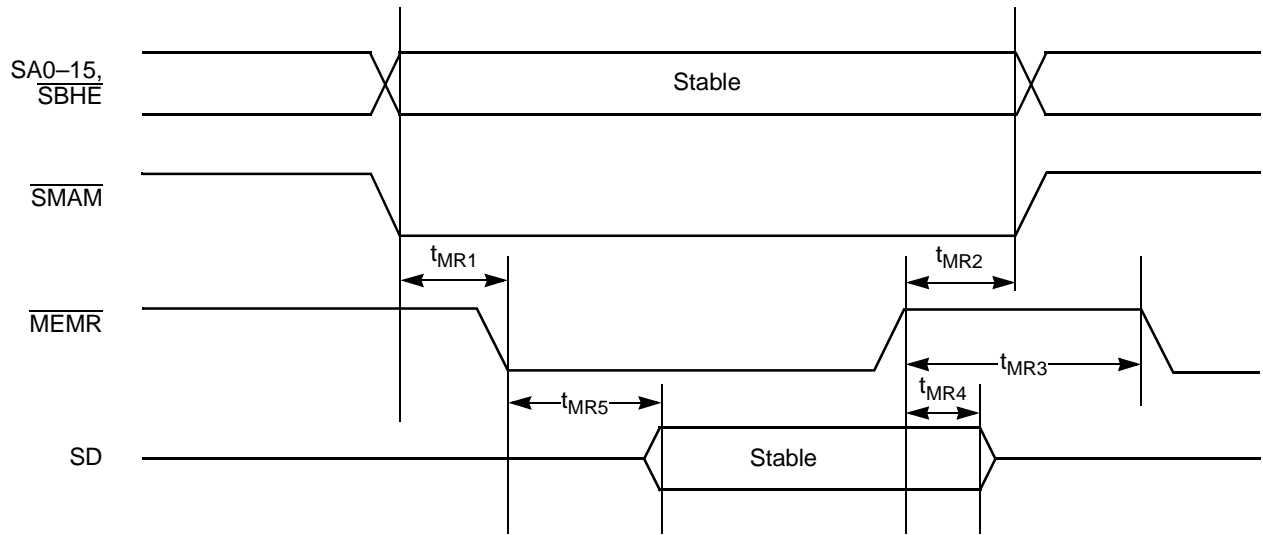 SA0–15,
SBHE
Stable
SMAM
tMR1
tMR2
MEMR
tMR3
tMR5
tMR4
SD
Stable